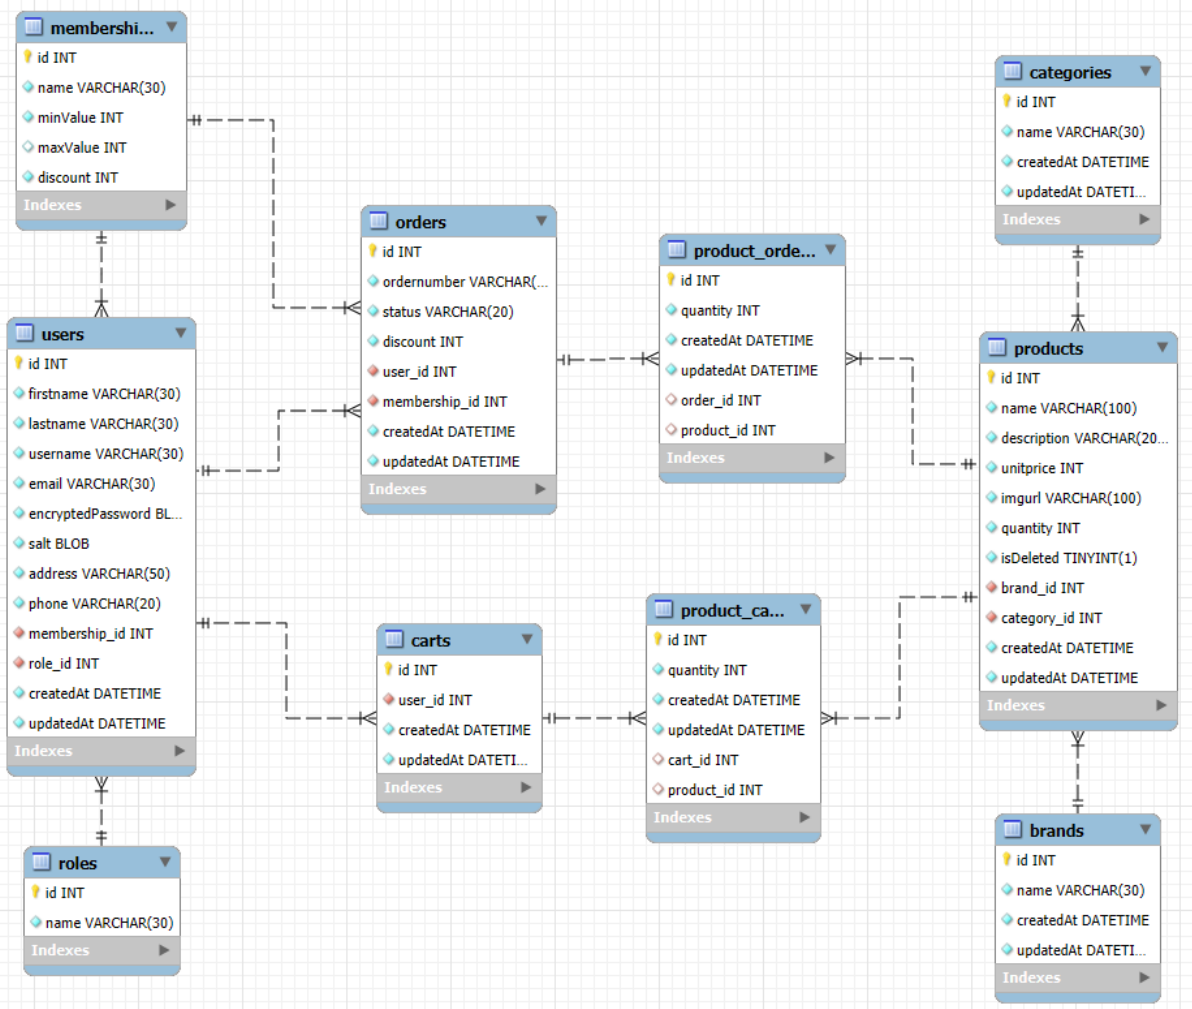 membershi...
id INT
name VARCHAR(30)
minValue INT
maxValue INT
discount INT
Indexes
users
id INT
firstname VARCHAR(30)
lastname VARCHAR(30)
username VARCHAR(30)
email VARCHAR(30)
encryptedPassword BL...
salt BLOB
address VARCHAR(50)
phone VARCHAR(20)
membership_id INT
role_id INT
createdAt DATETIME
updatedAt DATETIME
Indexes
roles
id INT
name VARCHAR(30)
Indexes
orders
id INT
ordernumber VARCHAR(...
status VARCHAR(20)
discount INT
user_id INT
membership_id INT
createdAt DATETIME
updatedAt DATETIME
Indexes
carts
id INT
user_id INT
createdAt DATETIME
updatedAt DATETI...
Indexes
product_orde...
id INT
quantity INT
createdAt DATETIME
updatedAt DATETIME
order_id INT
product_id INT
Indexes
product_ca...
id INT
quantity INT
createdAt DATETIME
updatedAt DATETIME
cart_id INT
product_id INT
Indexes
categories
id INT
name VARCHAR(30)
createdAt DATETIME
updatedAt DATETI...
Indexes
products
id INT
name VARCHAR(100)
description VARCHAR(20...
unitprice INT
imgurl VARCHAR(100)
quantity INT
isDeleted TINYINT(1)
brand_id INT
category_id INT
createdAt DATETIME
updatedAt DATETIME
Indexes
brands
id INT
name VARCHAR(30)
createdAt DATETIME
updatedAt DATETI...
Indexes